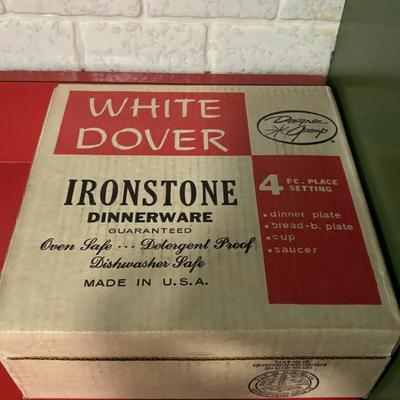 WHITE
DOVER
Designer
Group
IRONSTONE
DINNERWARE
GUARANTEED
Oven Safe --- Detergent Proof
Dishwasher Safe
MADE IN U.S.A.
4 PC. PLACE
SETTING
• dinner plate
• bread-b. plate
• cup
• saucer